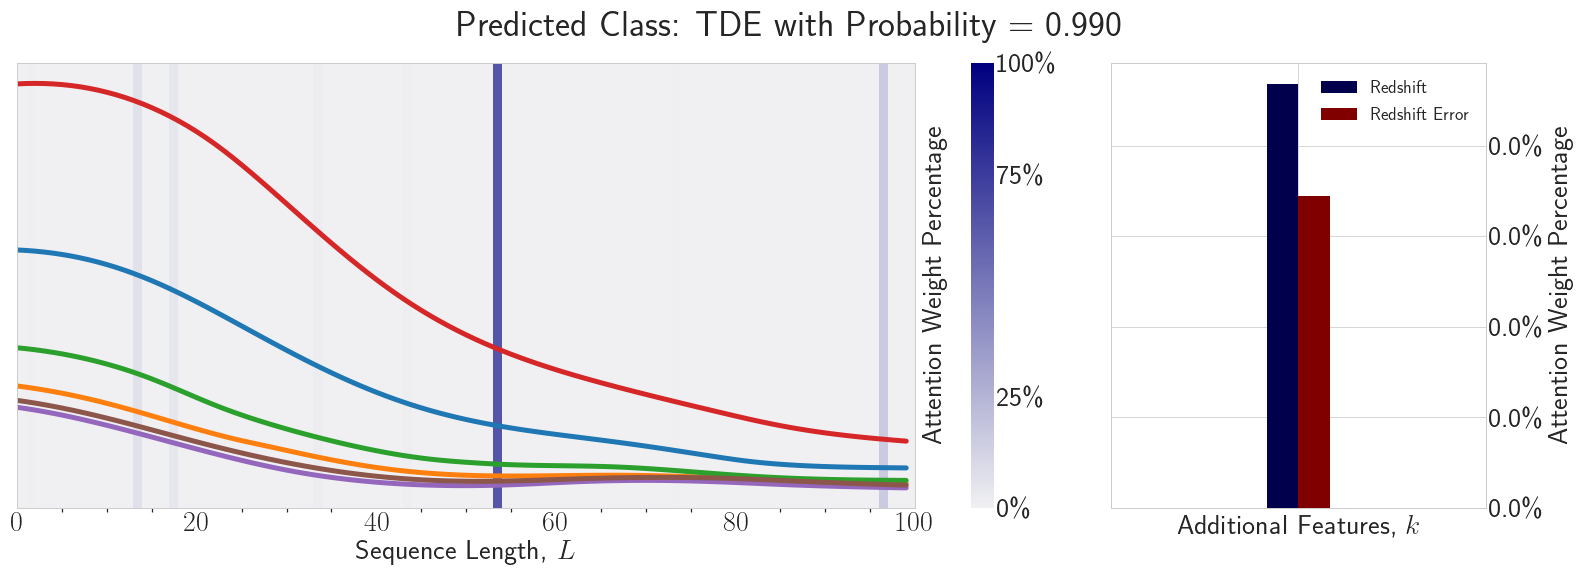 Predicted Class: TDE with Probability = 0.990
0 20 40 60 80 100
Sequence Length, L
100%
75%
25%
0%
Attention Weight Percentage
Redshift
Redshift Error
0.0%
0.0%
0.0%
0.0%
0.0%
Attention Weight Percentage
Additional Features, k